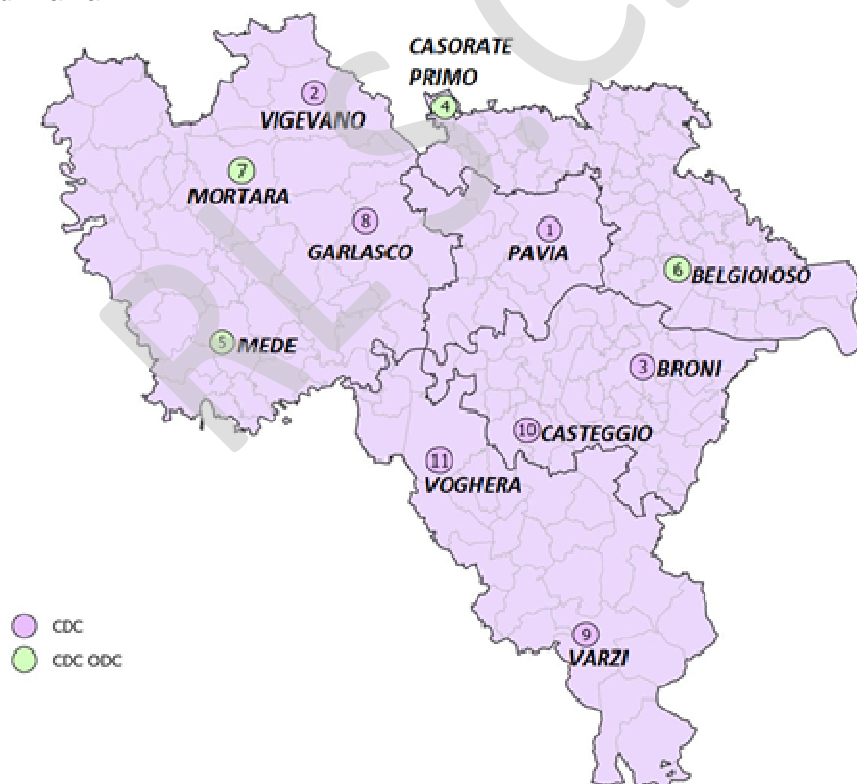 CASORATE
PRIMO
4
2
VIGEVANO
7
MORTARA
8
GARLASCO
1
PAVIA
6 BELGIOIOSO
5 MEDE
3 BRONI
10 CASTEGGIO
11
VOGHERA
9
VARZI
CDC
CDC ODC